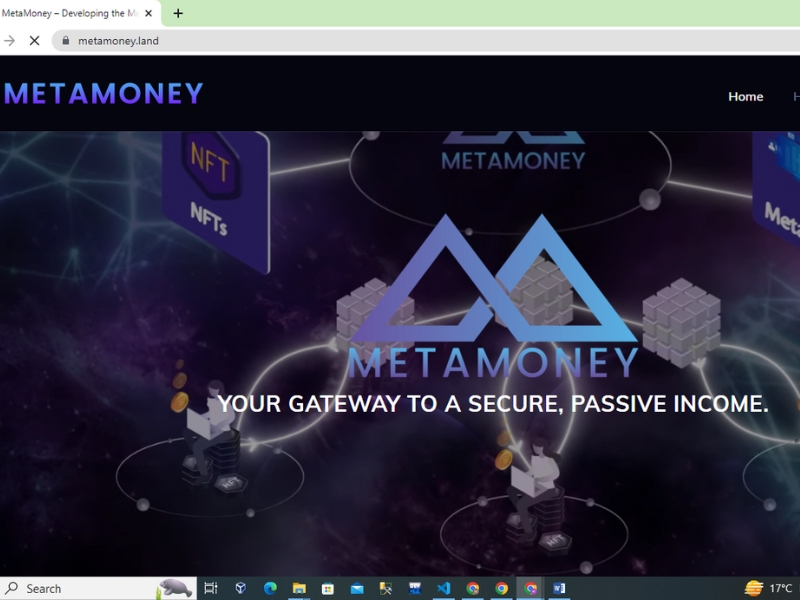 MetaMoney – Developing the M
metamoney.land
METAMONEY
Home
H
NFT
NFTs
METAMONEY
Meta
METAMONEY
YOUR GATEWAY TO A SECURE, PASSIVE INCOME.
NFT
NFT
Search
17°C